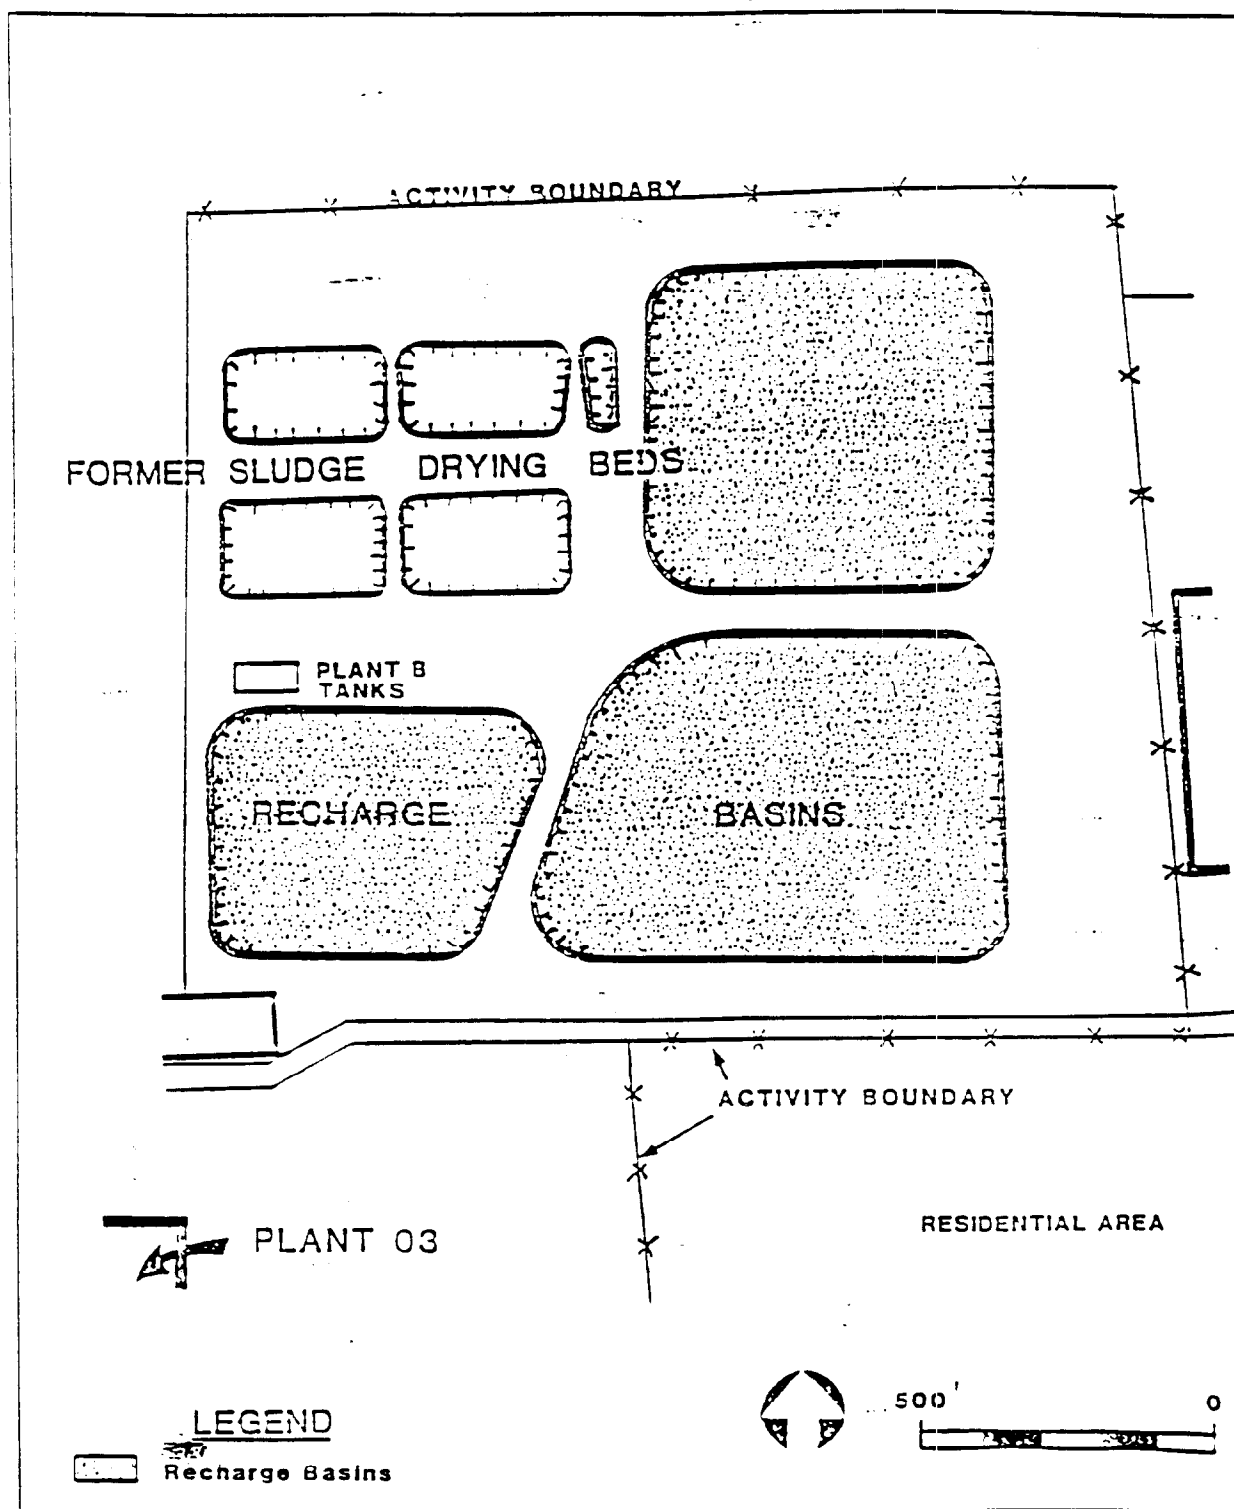 ACTIVITY BOUNDARY
FORMER SLUDGE DRYING BEDS
PLANT B
TANKS
RECHARGE BASINS
ACTIVITY BOUNDARY
RESIDENTIAL AREA
PLANT 03
500' 0
LEGEND
Recharge Basins